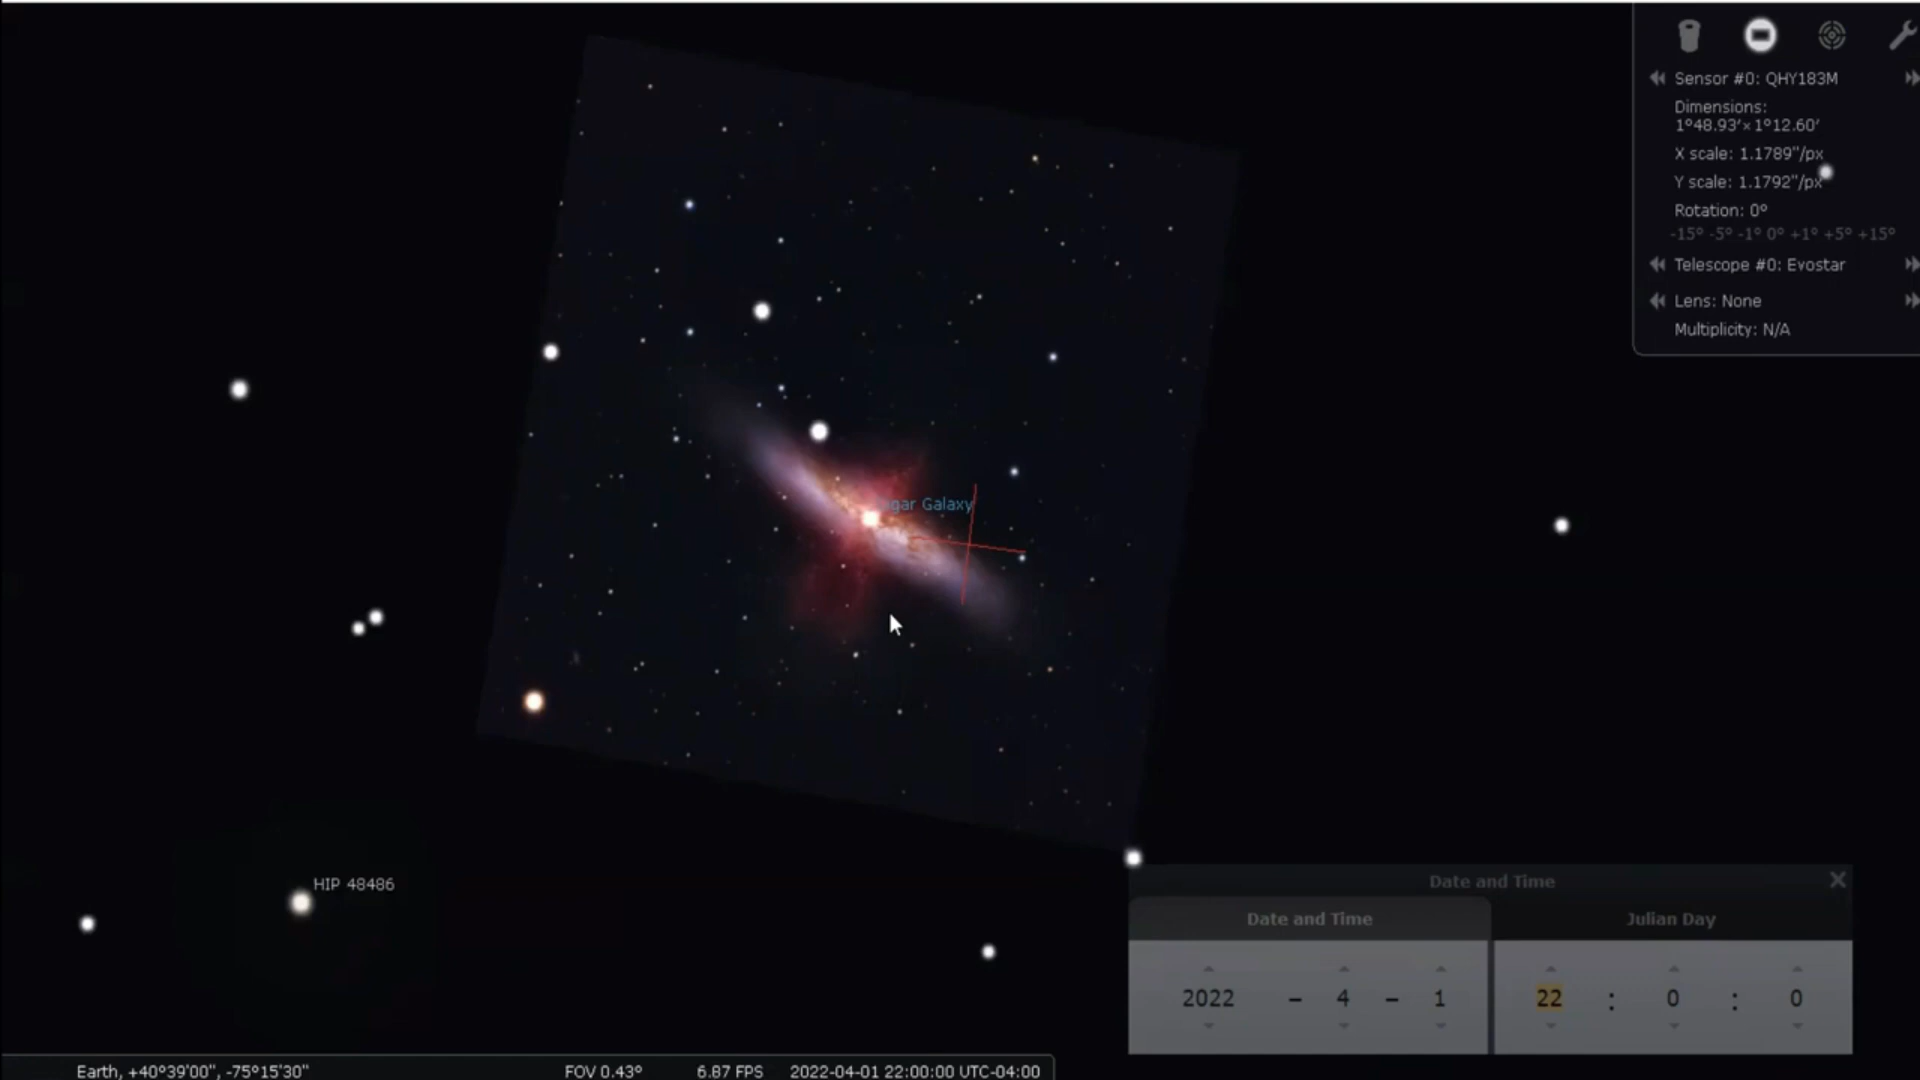 Sensor #0: QHY183M
Dimensions:
1°48.93'×1°12.60'
X scale: 1.1789"/px
Y scale: 1.1792"/px
Rotation: 0°
-15° -5° -1° 0° +1° +5° +15°
Telescope #0: Evostar
Lens: None
Multiplicity: N/A
Galaxy
HIP 48486
Date and Time
Date and Time
Julian Day
2022 - 4 - 1
22 : 0 : 0
Earth, +40°39'00", -75°15'30"
FOV 0.43°
6.87 FPS
2022-04-01 22:00:00 UTC-04:00